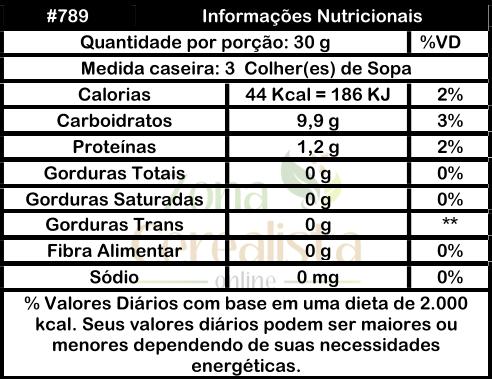 #789 Informações Nutricionais
Quantidade por porção: 30 g %VD
Medida caseira: 3 Colher(es) de Sopa
Calorias 44 Kcal = 186 KJ 2%
Carboidratos 9,9 g 3%
Proteínas 1,2 g 2%
Gorduras Totais 0 g 0%
Gorduras Saturadas 0 g 0%
Gorduras Trans 0 g **
Fibra Alimentar 0 g 0%
Sódio 0 mg 0%
zona
cerealista
online
% Valores Diários com base em uma dieta de 2.000
kcal. Seus valores diários podem ser maiores ou
menores dependendo de suas necessidades
energéticas.